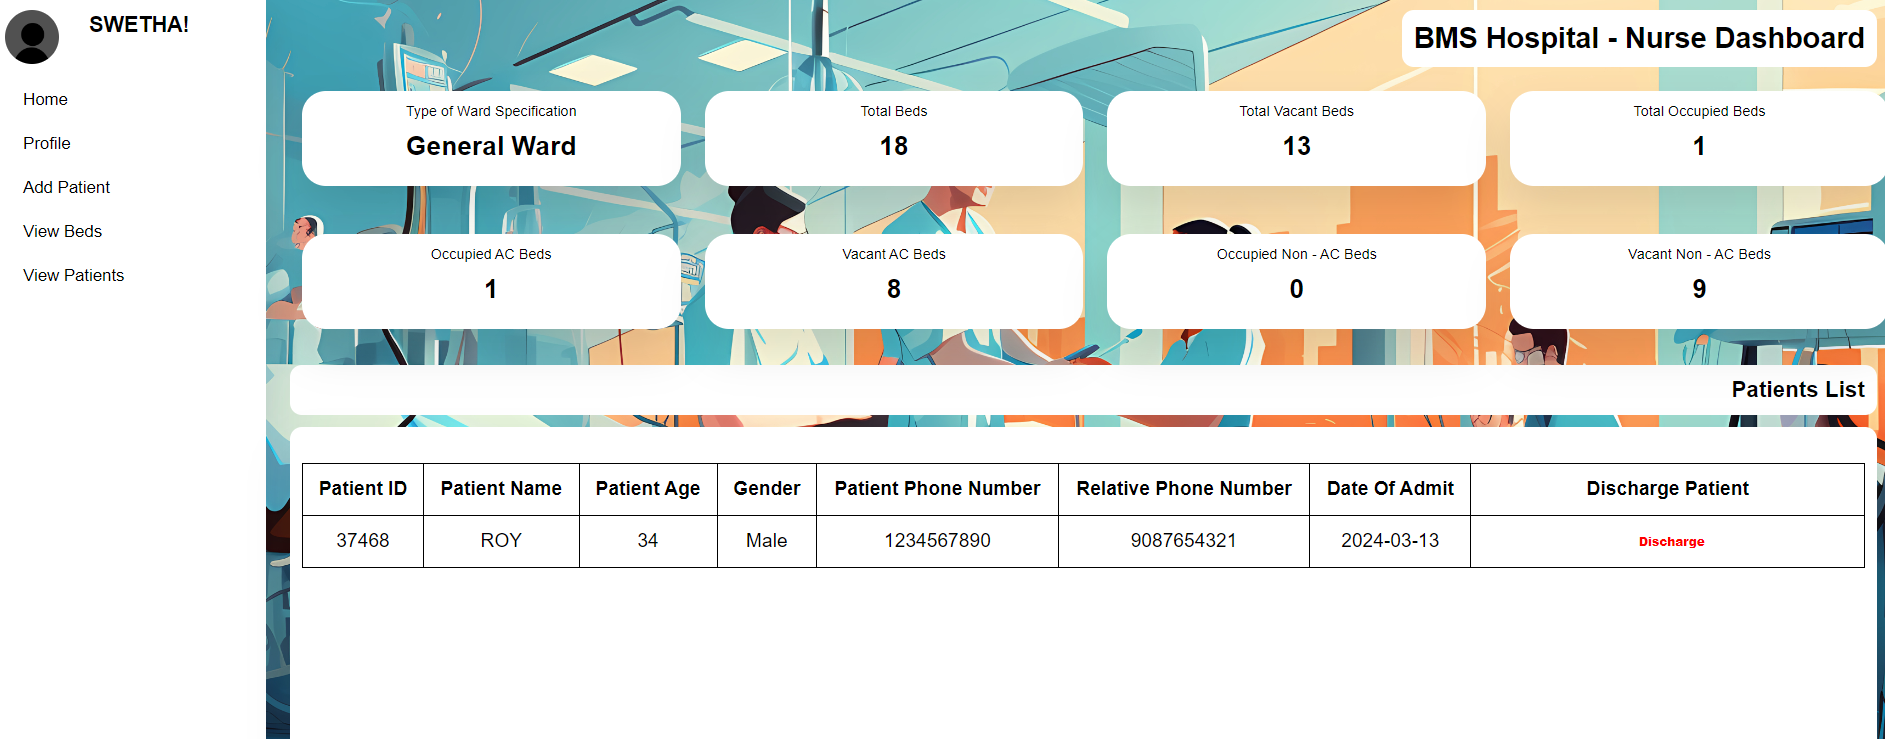 SWETHA!
Home
Profile
Add Patient
View Beds
View Patients
BMS Hospital - Nurse Dashboard
Type of Ward Specification
General Ward
Total Beds
18
Total Vacant Beds
13
Total Occupied Beds
1
Occupied AC Beds
1
Vacant AC Beds
8
Occupied Non - AC Beds
0
Vacant Non - AC Beds
9
Patients List
Patient ID Patient Name Patient Age Gender Patient Phone Number Relative Phone Number Date Of Admit Discharge Patient
37468 ROY 34 Male 1234567890 9087654321 2024-03-13 Discharge